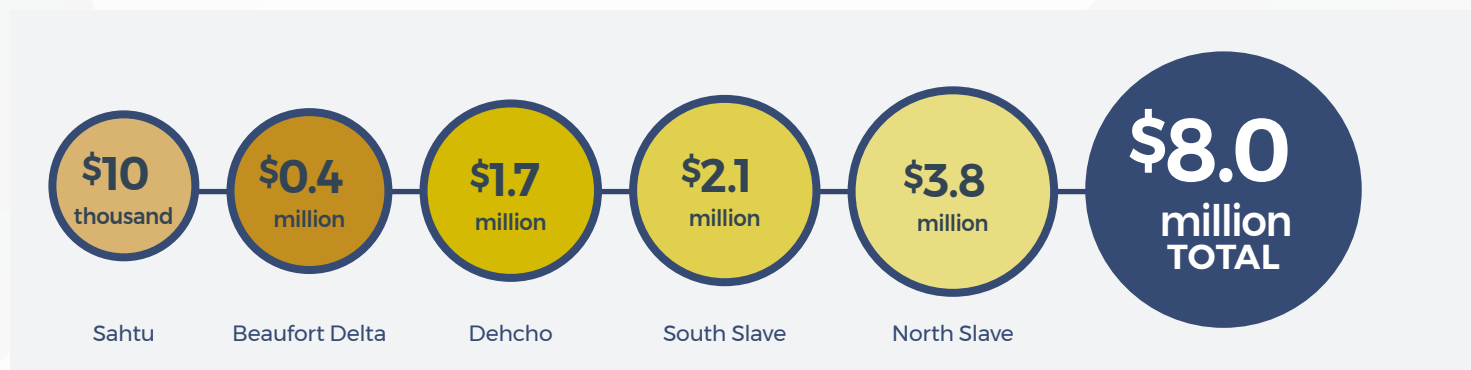 $10
thousand
$0.4
million
$1.7
million
$2.1
million
$3.8
million
$8.0
million
TOTAL
Sahtu
Beaufort Delta
Dehcho
South Slave
North Slave